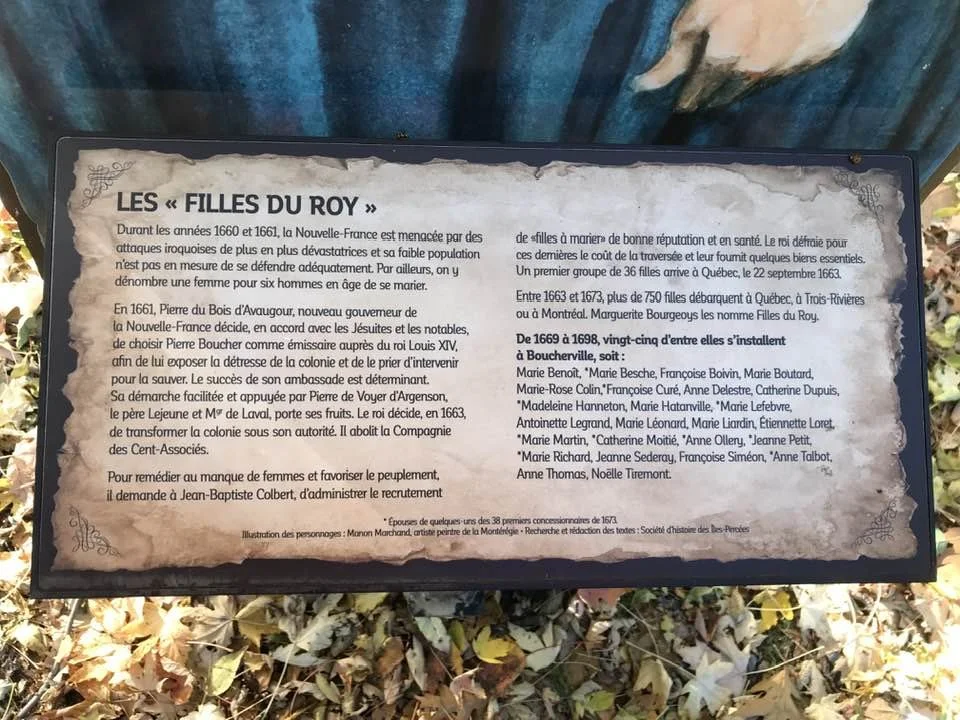 LES « FILLES DU ROY »
Durant les années 1660 et 1661, la Nouvelle-France est menacée par des
attaques iroquoises de plus en plus dévastatrices et sa faible population
n'est pas en mesure de se défendre adéquatement. Par ailleurs, on y
dénombre une femme pour six hommes en âge de se marier.
En 1661, Pierre du Bois d'Avaugour, nouveau gouverneur de
la Nouvelle-France décide, en accord avec les Jésuites et les notables,
de choisir Pierre Boucher comme émissaire auprès du roi Louis XIV,
afin de lui exposer la détresse de la colonie et de le prier d'intervenir
pour la sauver. Le succès de son ambassade est déterminant.
Sa démarche facilitée et appuyée par Pierre de Voyer d'Argenson,
le père Lejeune et Mgr de Laval, porte ses fruits. Le roi décide, en 1663,
de transformer la colonie sous son autorité. Il abolit la Compagnie
des Cent-Associés.
Pour remédier au manque de femmes et favoriser le peuplement,
il demande à Jean-Baptiste Colbert, d'administrer le recrutement
de «filles à marier» de bonne réputation et en santé. Le roi défraie pour
ces dernières le coût de la traversée et leur fournit quelques biens essentiels.
Un premier groupe de 36 filles arrive à Québec, le 22 septembre 1663.
Entre 1663 et 1673, plus de 750 filles débarquent à Québec, à Trois-Rivières
ou à Montréal. Marguerite Bourgeoys les nomme Filles du Roy.
De 1669 à 1698, vingt-cinq d'entre elles s'installent
à Boucherville, soit :
Marie Benoît, *Marie Besche, Françoise Boivin, Marie Boutard,
Marie-Rose Colin,*Françoise Curé, Anne Delestre, Catherine Dupuis,
*Madeleine Hanneton, Marie Hatanville, *Marie Lefebvre,
Antoinette Legrand, Marie Léonard, Marie Liardin, Étiennette Loret,
*Marie Martin, *Catherine Moitié, *Anne Ollery, *Jeanne Petit,
*Marie Richard, Jeanne Sederay, Françoise Siméon, *Anne Talbot,
Anne Thomas, Noëlle Tiremont.
* Épouses de quelques-uns des 38 premiers concessionnaires de 1673.
Illustration des personnages : Manon Marchand, artiste peintre de la Montérégie • Recherche et rédaction des textes : Société d'histoire des Îles-Percées